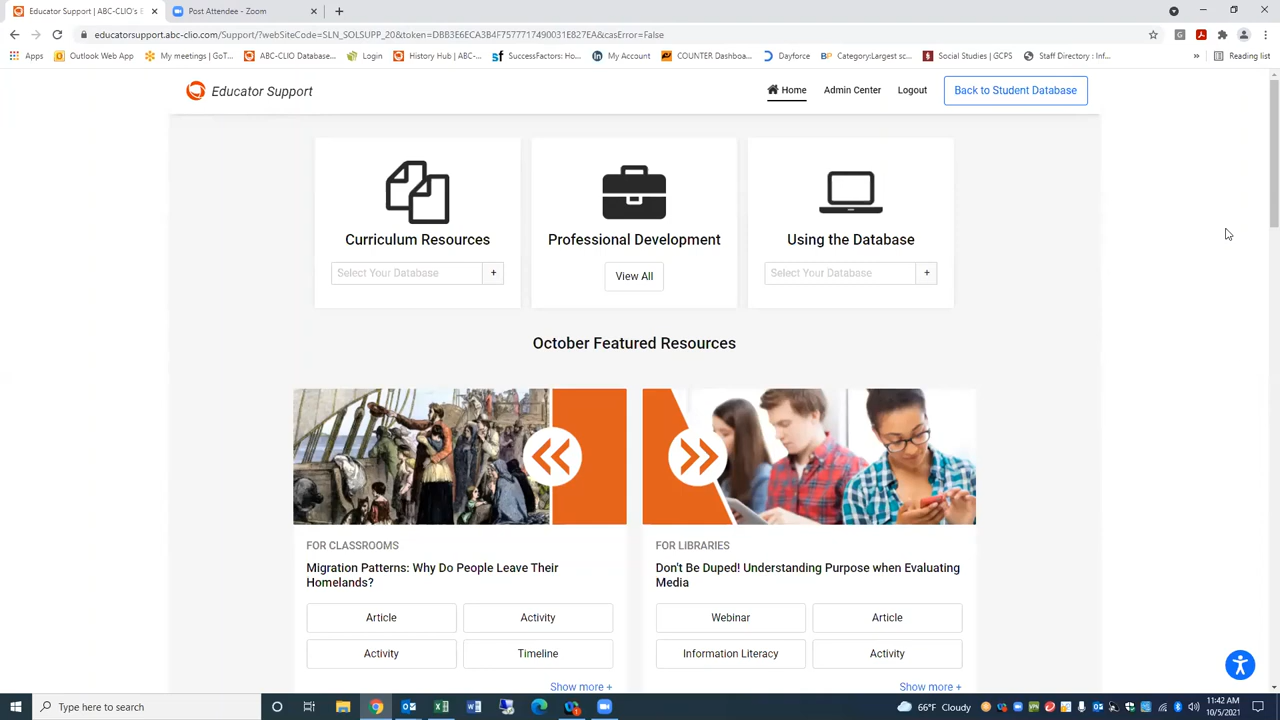 Educator Support | ABC-CLIO's E
Post Attendee - Zoom
educatorsupport.abc-clio.com/Support/?webSiteCode=SLN_SOLSUPP_20&token=DBB3E6ECA3B4F7577717490031E827EA&casError=False
Apps
Outlook Web App
My meetings | GoT...
ABC-CLIO Database...
Login
History Hub | ABC-...
SuccessFactors: Ho...
My Account
COUNTER Dashboa...
Dayforce
Category:Largest sc...
Social Studies | GCPS
Staff Directory : Inf...
»
Reading list
Educator Support
Home
Admin Center
Logout
Back to Student Database
Curriculum Resources
Professional Development
Using the Database
Select Your Database +
View All
Select Your Database +
October Featured Resources
FOR CLASSROOMS
Migration Patterns: Why Do People Leave Their
Homelands?
Article
Activity
Activity
Timeline
Show more +
FOR LIBRARIES
Don't Be Duped! Understanding Purpose when Evaluating
Media
Webinar
Article
Information Literacy
Activity
Show more +
Type here to search
66°F Cloudy
11:42 AM
10/5/2021